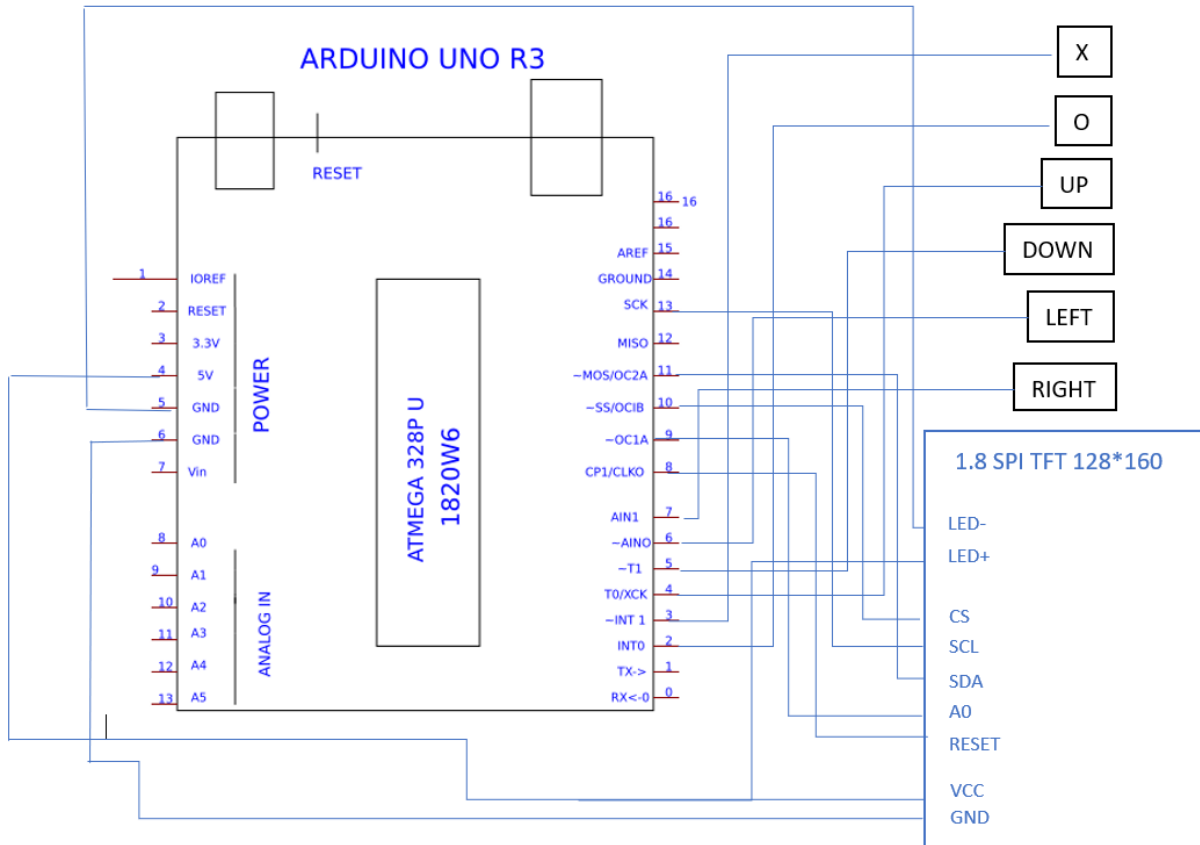 ARDUINO UNO R3
RESET
1 IOREF
2 RESET
3 3.3V
4 5V
5 GND
6 GND
7 Vin
POWER
8 A0
9 A1
10 A2
11 A3
12 A4
13 A5
ANALOG IN
ATMEGA 328P U
1820W6
16 16
16
AREF 15
GROUND 14
SCK 13
MISO 12
~MOS/OC2A 11
~SS/OCIB 10
~OC1A 9
CP1/CLKO 8
AIN1 7
~AINO 6
~T1 5
T0/XCK 4
~INT 1 3
INT0 2
TX-> 1
RX<-0 0
X
O
UP
DOWN
LEFT
RIGHT
1.8 SPI TFT 128*160
LED-
LED+
CS
SCL
SDA
A0
RESET
VCC
GND